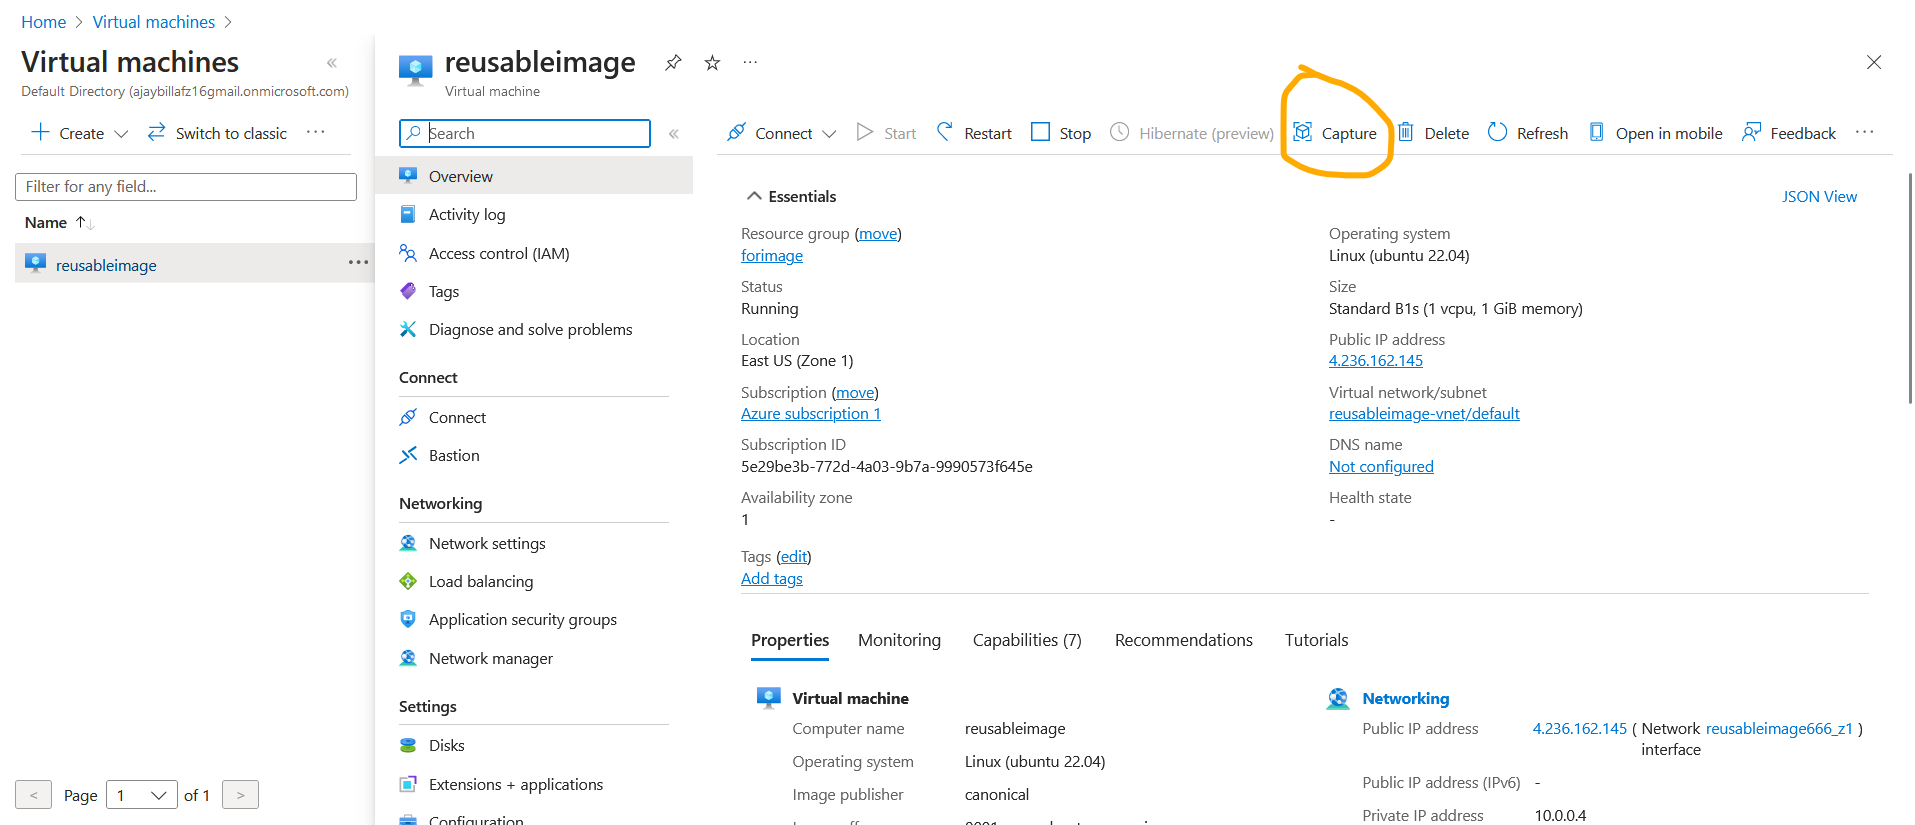 Home > Virtual machines >
Virtual machines «
Default Directory (ajaybillafz16gmail.onmicrosoft.com)
+ Create Switch to classic ...
Filter for any field...
Name ↑↓
reusableimage ...
< Page 1 of 1 >
reusableimage ...
Virtual machine
Search «
Overview
Activity log
Access control (IAM)
Tags
Diagnose and solve problems
Connect
Connect
Bastion
Networking
Network settings
Load balancing
Application security groups
Network manager
Settings
Disks
Extensions + applications
Configuration
Connect Start Restart Stop Hibernate (preview) Capture Delete Refresh Open in mobile Feedback ...
Essentials
JSON View
Resource group (move)
forimage
Status
Running
Location
East US (Zone 1)
Subscription (move)
Azure subscription 1
Subscription ID
5e29be3b-772d-4a03-9b7a-9990573f645e
Availability zone
1
Tags (edit)
Add tags
Operating system
Linux (ubuntu 22.04)
Size
Standard B1s (1 vcpu, 1 GiB memory)
Public IP address
4.236.162.145
Virtual network/subnet
reusableimage-vnet/default
DNS name
Not configured
Health state
-
Properties Monitoring Capabilities (7) Recommendations Tutorials
Virtual machine
Computer name reusableimage
Operating system Linux (ubuntu 22.04)
Image publisher canonical
Networking
Public IP address 4.236.162.145 ( Network reusableimage666_z1 )
interface
Public IP address (IPv6) -
Private IP address 10.0.0.4